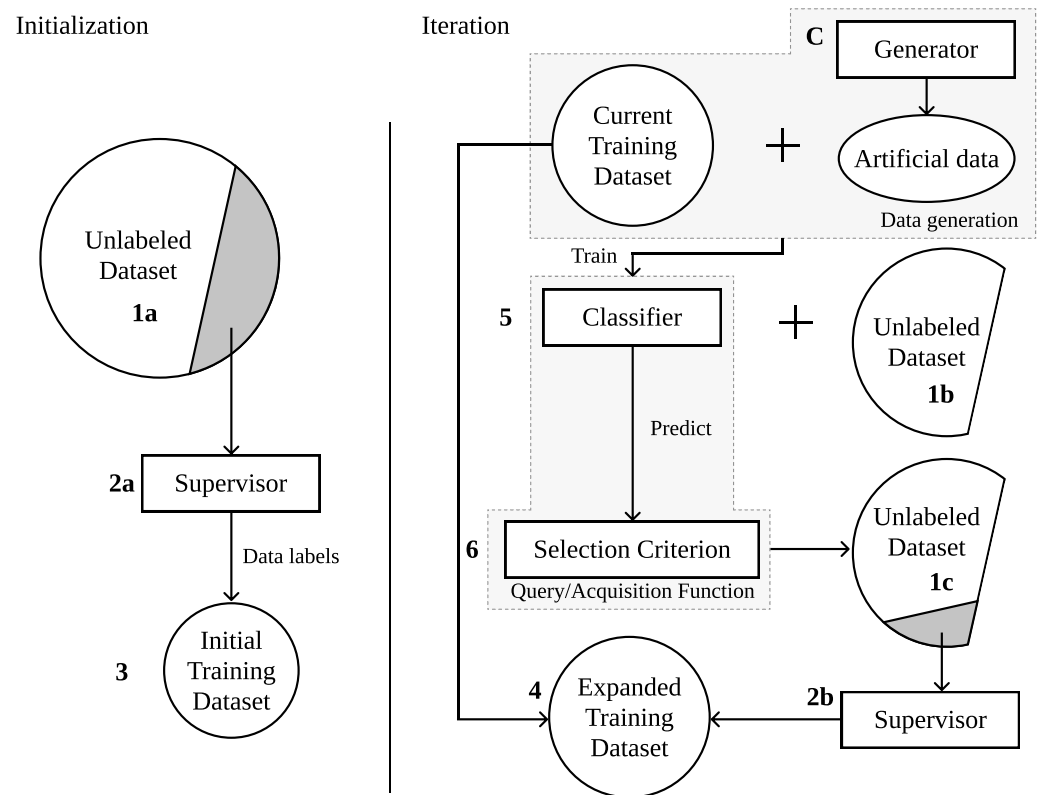 Initialization
Unlabeled
Dataset
1a
2a
Supervisor
Data labels
3
Initial
Training
Dataset
Iteration
C
Generator
Current
Training
Dataset
Artificial data
Data generation
Train
5
Classifier
Unlabeled
Dataset
1b
Predict
6
Selection Criterion
Query/Acquisition Function
Unlabeled
Dataset
1c
4
Expanded
Training
Dataset
2b
Supervisor